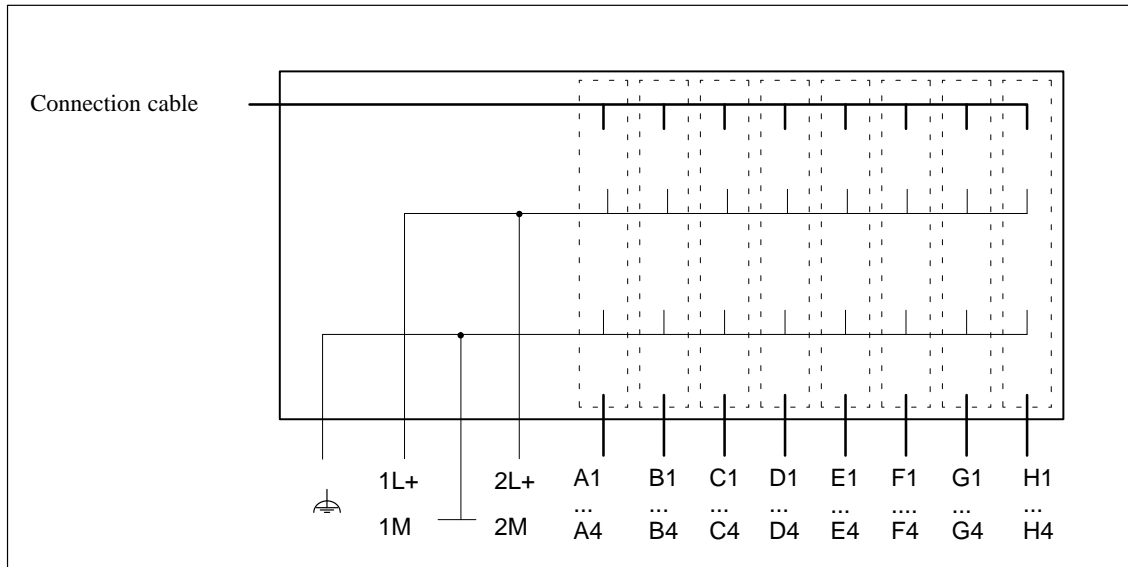 Connection cable
1L+ 2L+ A1 B1 C1 D1 E1 F1 G1 H1
... ... ... ... ... .... ... ...
1M 2M A4 B4 C4 D4 E4 F4 G4 H4